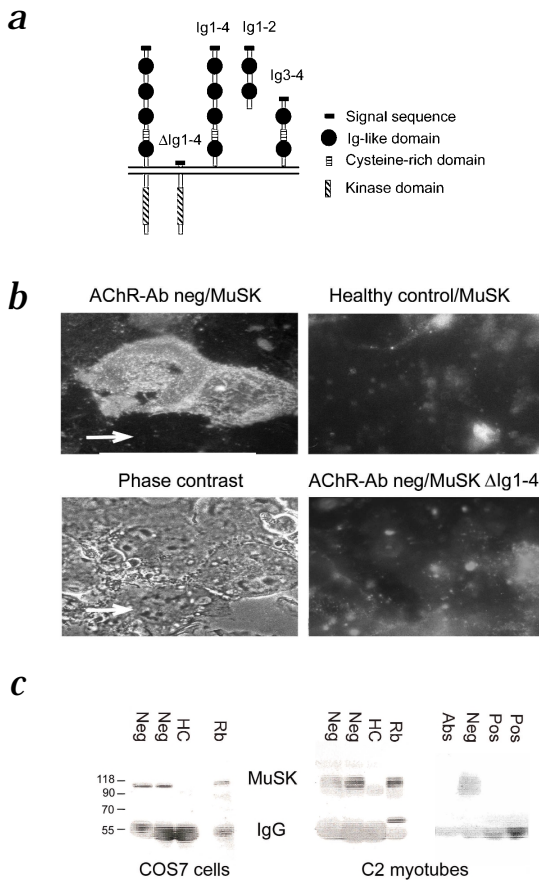 a
Ig1-4 Ig1-2
Ig3-4
ΔIg1-4
Signal sequence
Ig-like domain
Cysteine-rich domain
Kinase domain
b
AChR-Ab neg/MuSK
Healthy control/MuSK
Phase contrast
AChR-Ab neg/MuSK ΔIg1-4
c
Neg Neg HC Rb
Neg Neg HC Rb
Abs Neg Pos Pos
118
90
70
55
MuSK
IgG
COS7 cells
C2 myotubes